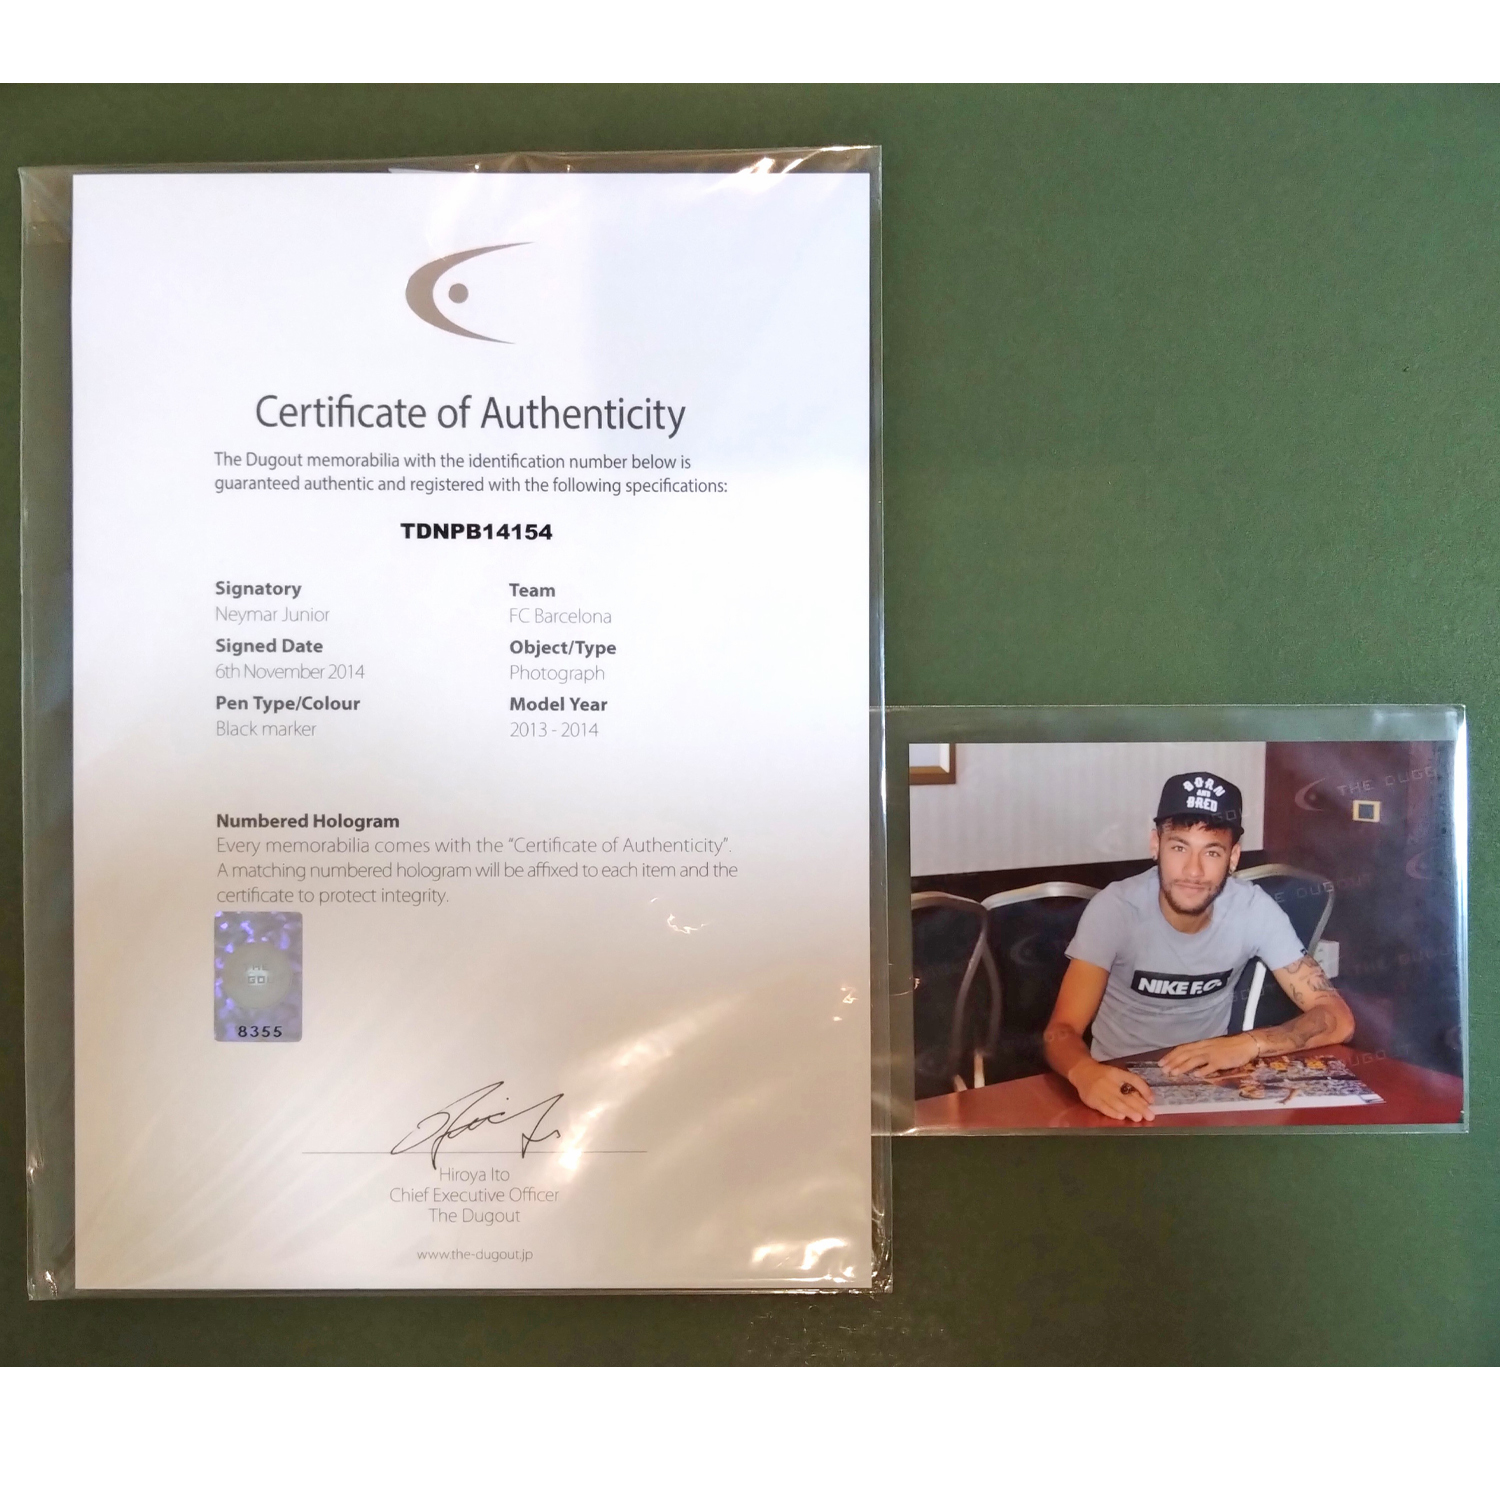 Certificate of Authenticity
The Dugout memorabilia with the identification number below is
guaranteed authentic and registered with the following specifications:
TDNPB14154
Signatory
Neymar Junior
Signed Date
6th November 2014
Pen Type/Colour
Black marker
Team
FC Barcelona
Object/Type
Photograph
Model Year
2013 - 2014
Numbered Hologram
Every memorabilia comes with the “Certificate of Authenticity”.
A matching numbered hologram will be affixed to each item and the
certificate to protect integrity.
8355
Hiroya Ito
Chief Executive Officer
The Dugout
www.the-dugout.jp
BORN
AND
BRED
NIKE F.C.
THE DUGO
THE DUGOUT